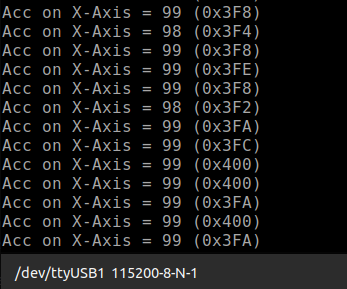 Acc on X-Axis = 99 (0x3F8)
Acc on X-Axis = 98 (0x3F4)
Acc on X-Axis = 99 (0x3F8)
Acc on X-Axis = 99 (0x3FE)
Acc on X-Axis = 99 (0x3F8)
Acc on X-Axis = 98 (0x3F2)
Acc on X-Axis = 99 (0x3FA)
Acc on X-Axis = 99 (0x3FC)
Acc on X-Axis = 99 (0x400)
Acc on X-Axis = 99 (0x400)
Acc on X-Axis = 99 (0x3FA)
Acc on X-Axis = 99 (0x400)
Acc on X-Axis = 99 (0x3FA)
/dev/ttyUSB1 115200-8-N-1